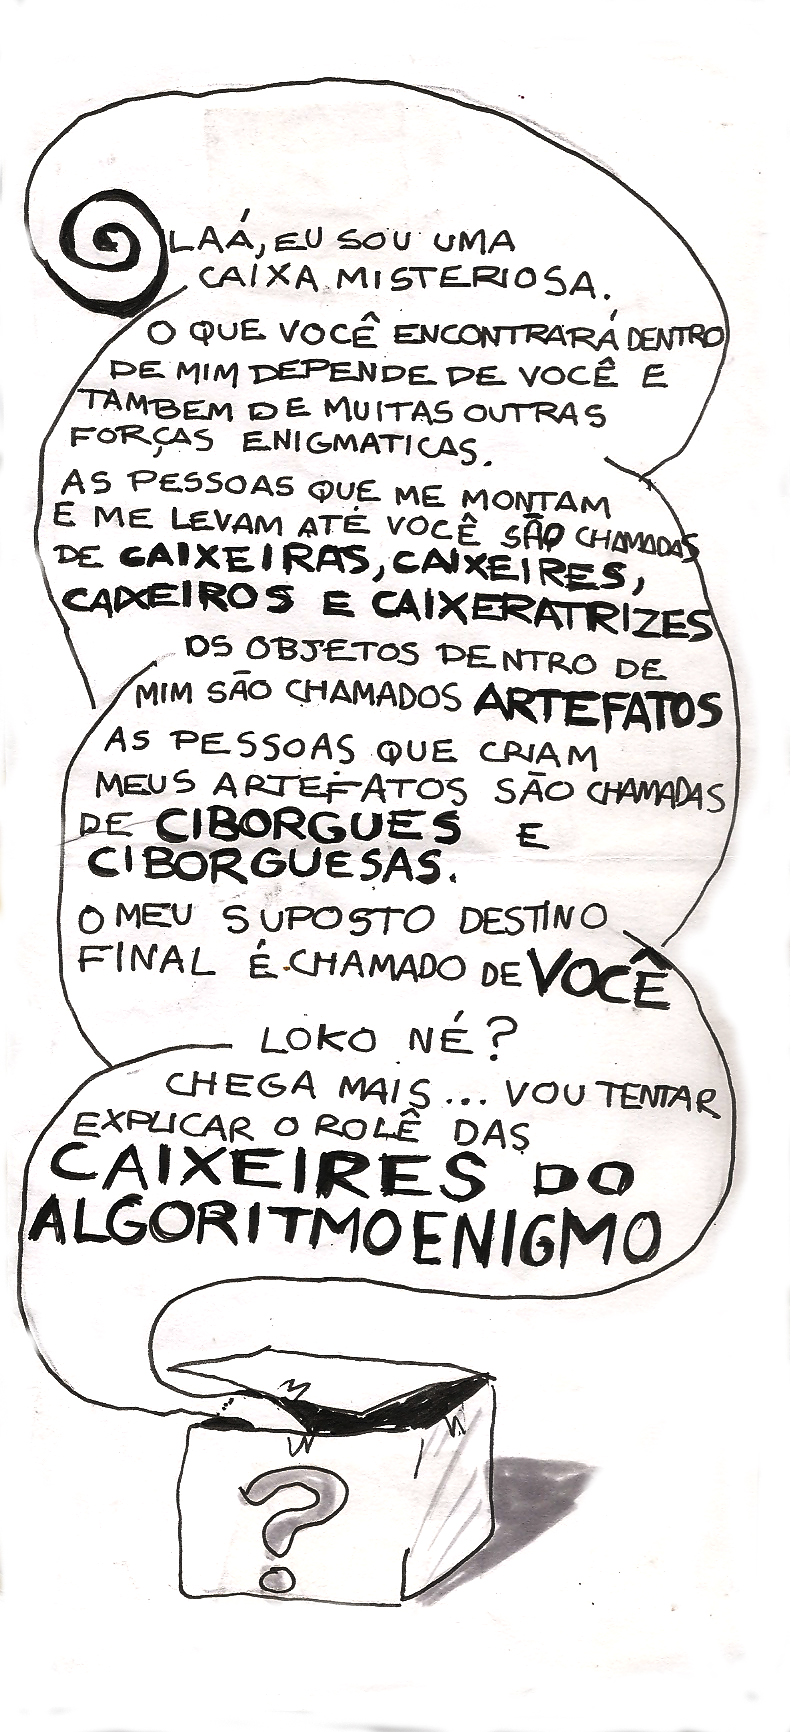 OLAÁ, EU SOU UMA
CAIXA MISTERIOSA.
O QUE VOCÊ ENCONTRARÁ DENTRO
DE MIM DEPENDE DE VOCÊ E
TAMBEM DE MUITAS OUTRAS
FORÇAS ENIGMATICAS.
AS PESSOAS QUE ME MONTAM
E ME LEVAM ATÉ VOCÊ SÃO CHAMADAS
DE CAIXEIRAS, CAIXEIRES,
CAIXEIROS E CAIXERATRIZES
OS OBJETOS DENTRO DE
MIM SÃO CHAMADOS ARTEFATOS
AS PESSOAS QUE CRIAM
MEUS ARTEFATOS SÃO CHAMADAS
DE CIBORGUES E
CIBORGUESAS.
O MEU SUPOSTO DESTINO
FINAL É CHAMADO DE VOCÊ
LOKO NÉ?
CHEGA MAIS... VOU TENTAR
EXPLICAR O ROLÊ DAS
CAIXEIRES DO
ALGORITMO ENIGMO
?